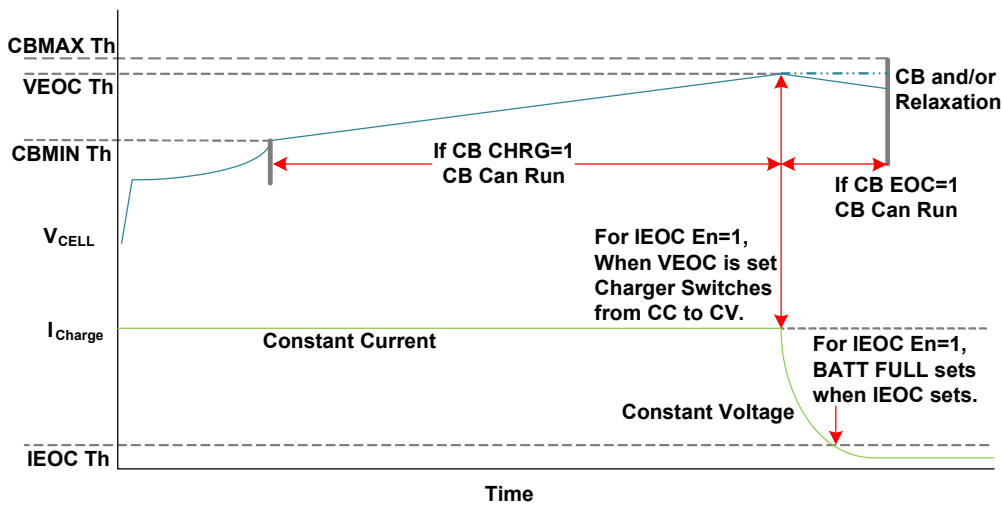 CBMAX Th
VEOC Th
CB and/or
Relaxation
CBMIN Th
If CB CHRG=1
CB Can Run
If CB EOC=1
CB Can Run
VCELL
For IEOC En=1,
When VEOC is set
Charger Switches
from CC to CV.
ICharge
Constant Current
For IEOC En=1,
BATT FULL sets
when IEOC sets.
Constant Voltage
IEOC Th
Time